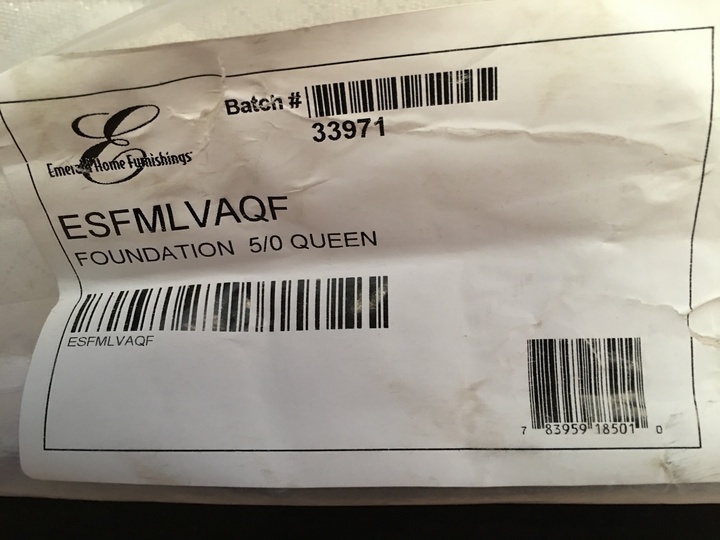 Batch #
33971
Emerald Home Furnishings
ESFMLVAQF
FOUNDATION 5/0 QUEEN
ESFMLVAQF
7 83959 18501 0